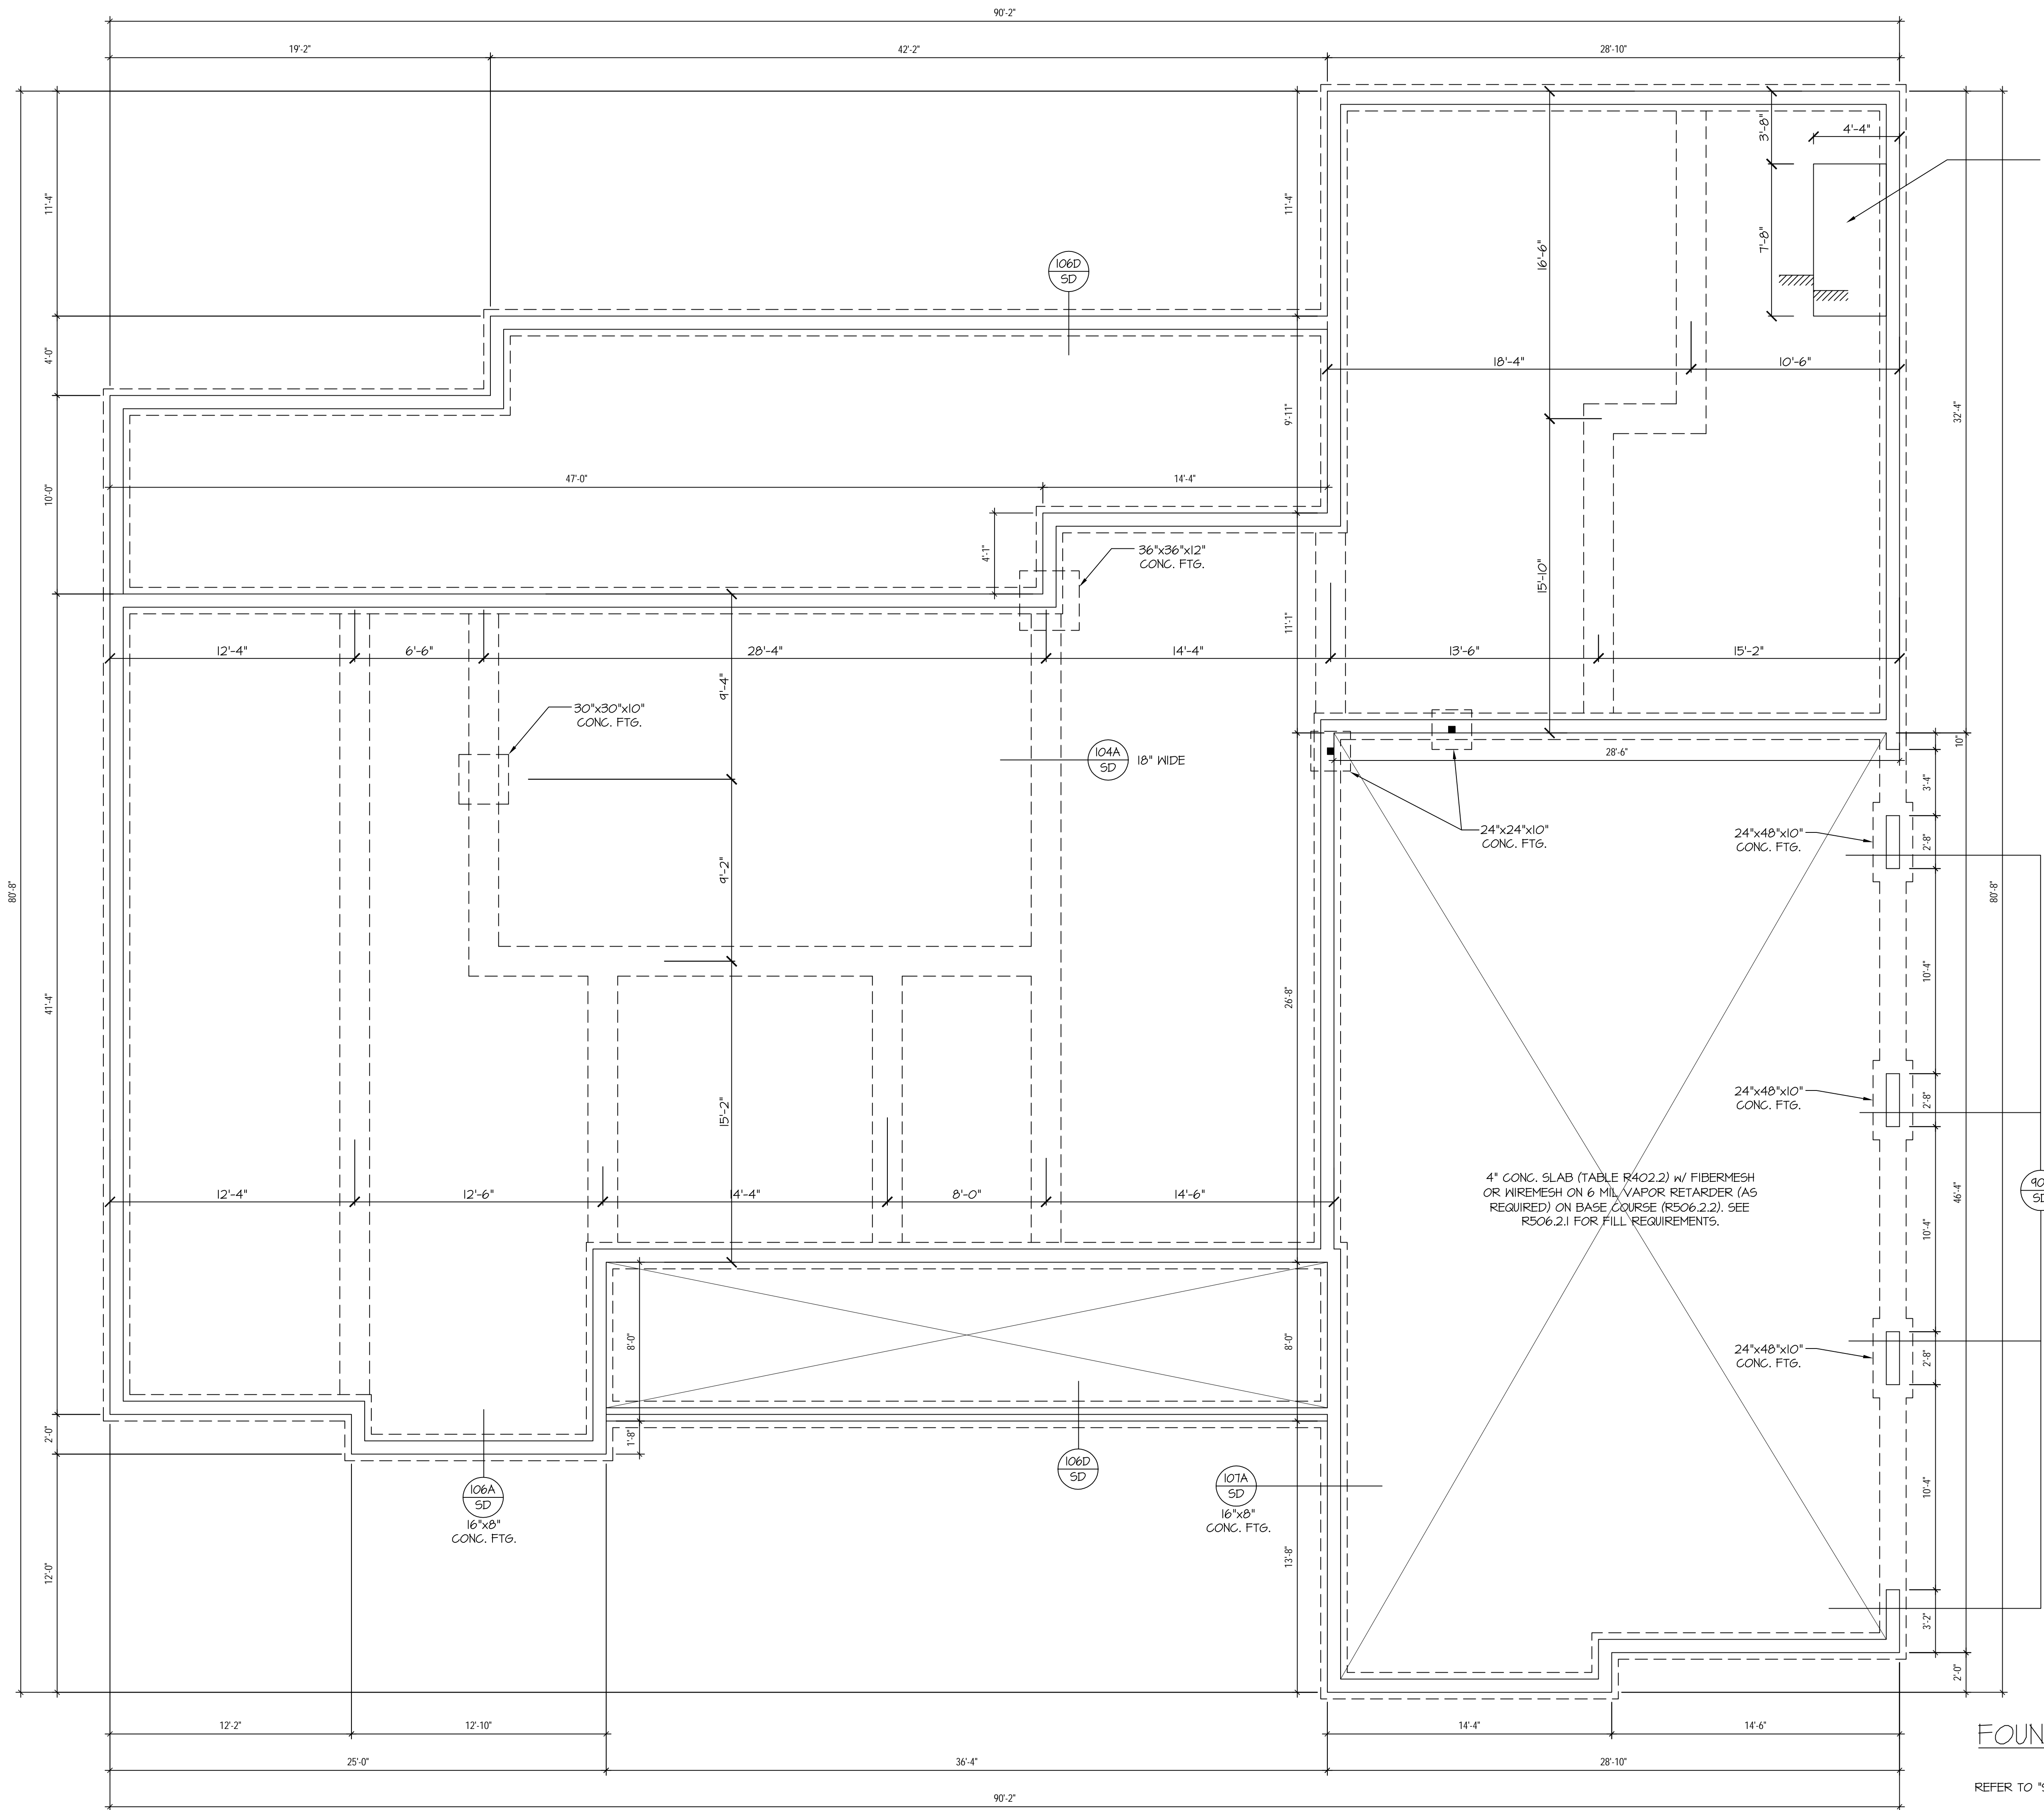 90'-2"
19'-2"
42'-2"
28'-10"
11'-4"
11'-4"
3'-8"
4'-4"
7'-8"
16'-6"
106D
SD
4'-0"
18'-4"
10'-6"
9'-11"
32'-4"
10'-0"
47'-0"
14'-4"
4'-1"
36"x36"x12"
CONC. FTG.
15'-10"
11'-1"
12'-4"
6'-6"
28'-4"
14'-4"
13'-6"
15'-2"
9'-4"
30"x30"x10"
CONC. FTG.
104A
SD
18" WIDE
28'-6"
10"
3'-4"
24"x24"x10"
CONC. FTG.
24"x48"x10"
CONC. FTG.
2'-8"
9'-2"
80'-8"
80'-8"
10'-4"
41'-4"
26'-8"
24"x48"x10"
CONC. FTG.
2'-8"
15'-2"
4" CONC. SLAB (TABLE R402.2) W/ FIBERMESH
OR WIREMESH ON 6 MIL VAPOR RETARDER (AS
REQUIRED) ON BASE COURSE (R506.2.2). SEE
R506.2.1 FOR FILL REQUIREMENTS.
12'-4"
12'-6"
14'-4"
8'-0"
14'-6"
46'-4"
90
SD
10'-4"
8'-0"
8'-0"
24"x48"x10"
CONC. FTG.
2'-8"
2'-0"
1'-8"
106A
SD
16"x8"
CONC. FTG.
106D
SD
107A
SD
16"x8"
CONC. FTG.
10'-4"
12'-0"
13'-8"
3'-2"
2'-0"
12'-2"
12'-10"
14'-4"
14'-6"
FOUN
25'-0"
36'-4"
28'-10"
REFER TO "S
90'-2"